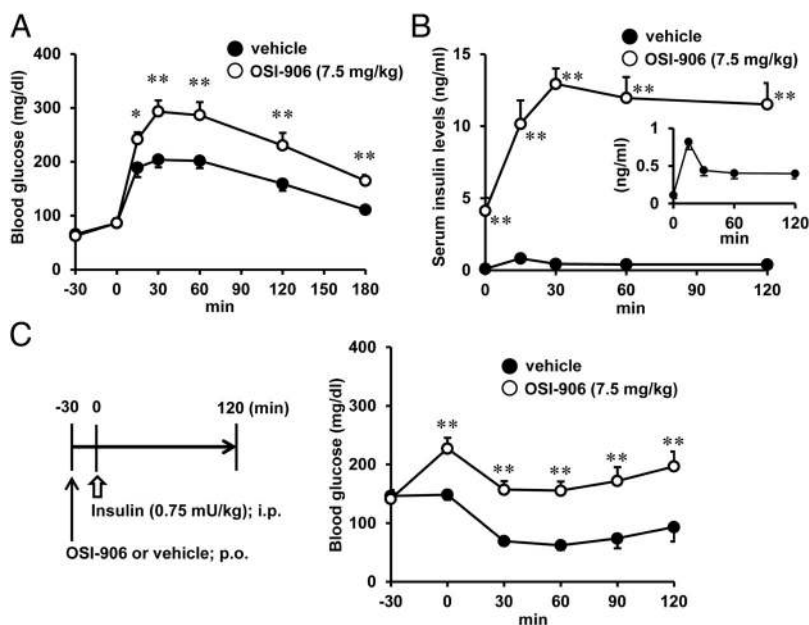 A
vehicle
OSI-906 (7.5 mg/kg)
Blood glucose (mg/dl)
400
300
200
100
0
-30 0 30 60 90 120 150 180
min
* ** ** ** **
B
vehicle
OSI-906 (7.5 mg/kg)
Serum insulin levels (ng/ml)
15
10
5
0
0 30 60 90 120
min
** ** ** ** **
(ng/ml)
1
0.5
0
0 60 120
min
C
-30 0 120 (min)
Insulin (0.75 mU/kg); i.p.
OSI-906 or vehicle; p.o.
vehicle
OSI-906 (7.5 mg/kg)
Blood glucose (mg/dl)
400
300
200
100
0
-30 0 30 60 90 120
min
** ** ** ** **